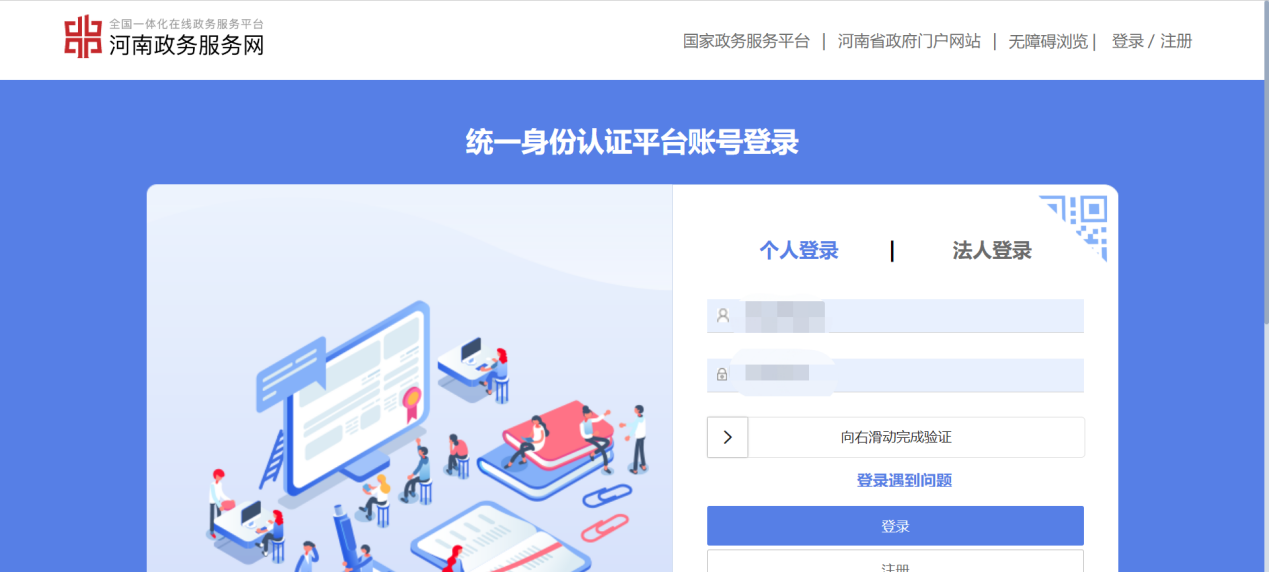 全国一体化在线政务服务平台
河南政务服务网
国家政务服务平台 | 河南省政府门户网站 | 无障碍浏览 | 登录 / 注册
统一身份认证平台账号登录
个人登录 | 法人登录
向右滑动完成验证
登录遇到问题
登录
注册